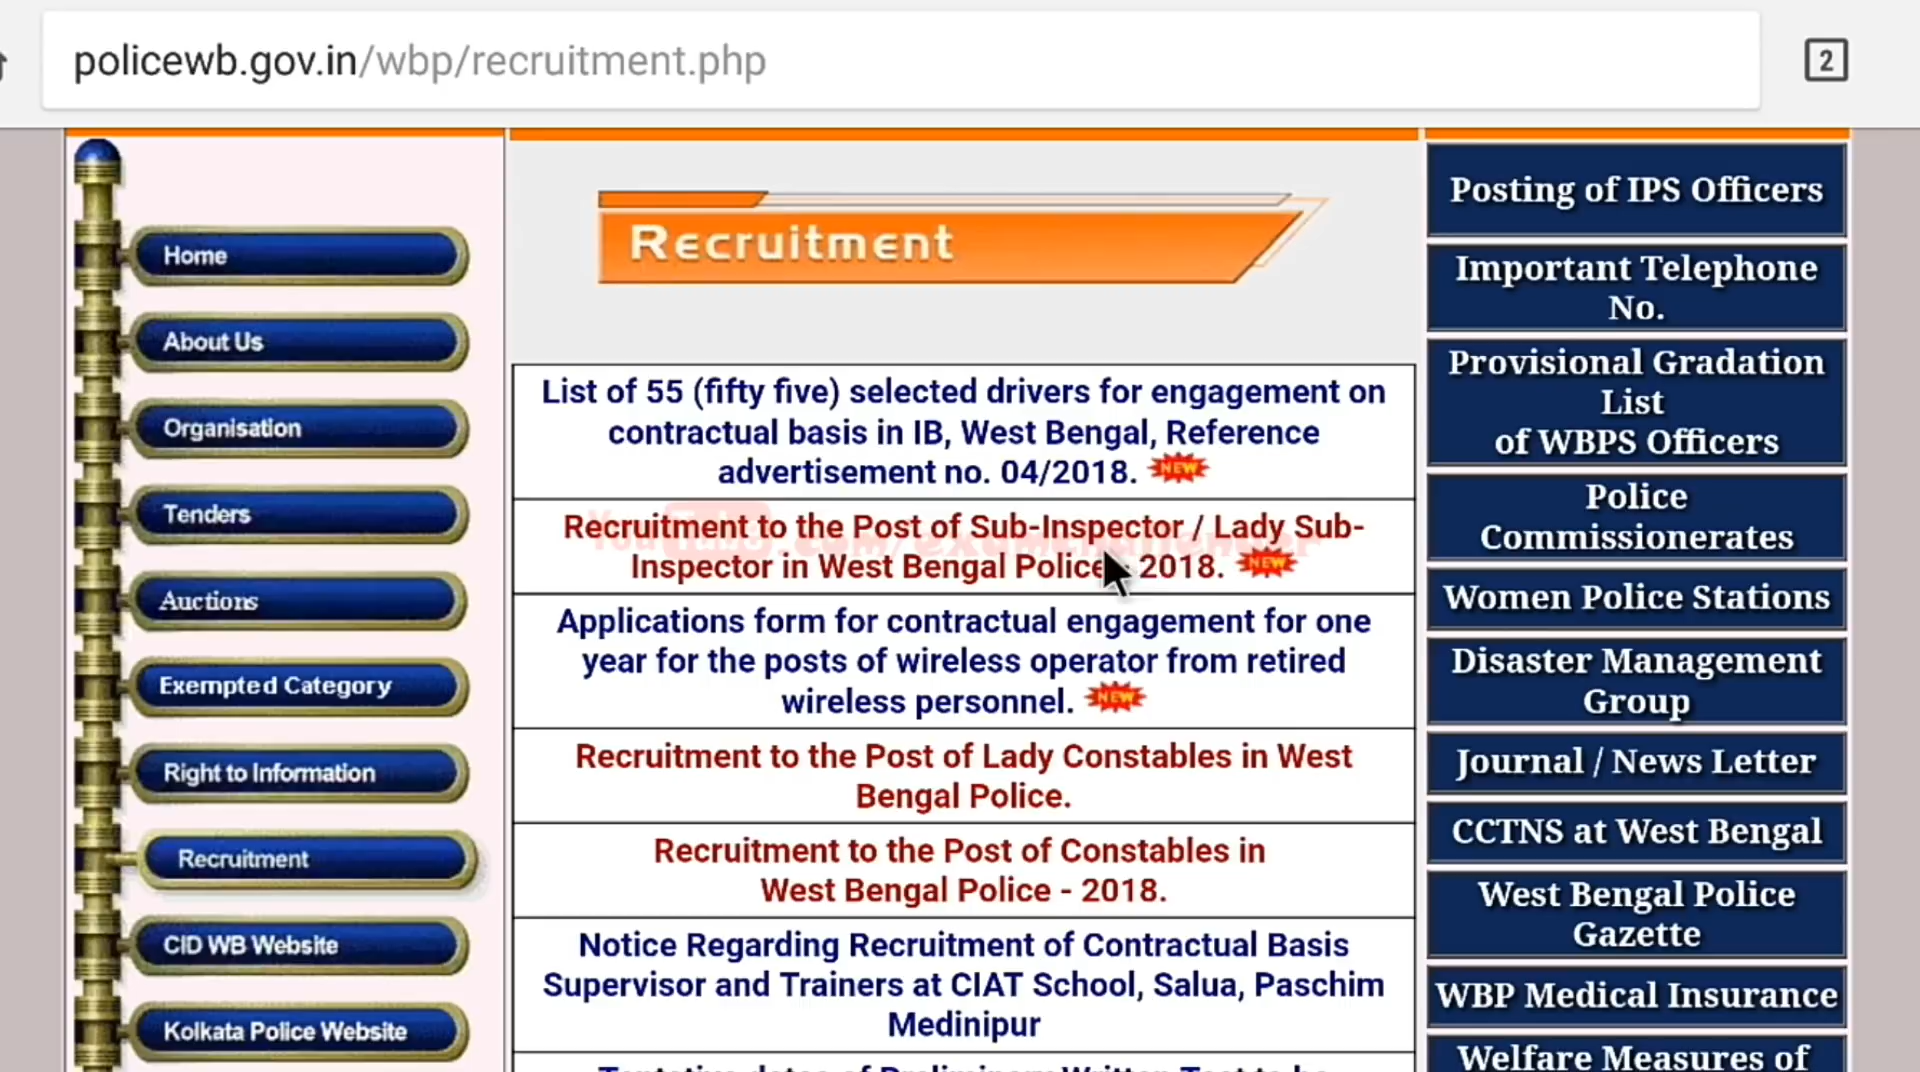 policewb.gov.in/wbp/recruitment.php
2
Home
About Us
Organisation
Tenders
Auctions
Exempted Category
Right to Information
Recruitment
CID WB Website
Kolkata Police Website
Recruitment
List of 55 (fifty five) selected drivers for engagement on
contractual basis in IB, West Bengal, Reference
advertisement no. 04/2018. NEW
Recruitment to the Post of Sub-Inspector / Lady Sub-
Inspector in West Bengal Police - 2018. NEW
Applications form for contractual engagement for one
year for the posts of wireless operator from retired
wireless personnel. NEW
Recruitment to the Post of Lady Constables in West
Bengal Police.
Recruitment to the Post of Constables in
West Bengal Police - 2018.
Notice Regarding Recruitment of Contractual Basis
Supervisor and Trainers at CIAT School, Salua, Paschim
Medinipur
Tentative dates of Preliminary Written Test to be
Posting of IPS Officers
Important Telephone
No.
Provisional Gradation
List
of WBPS Officers
Police
Commissionerates
Women Police Stations
Disaster Management
Group
Journal / News Letter
CCTNS at West Bengal
West Bengal Police
Gazette
WBP Medical Insurance
Welfare Measures of